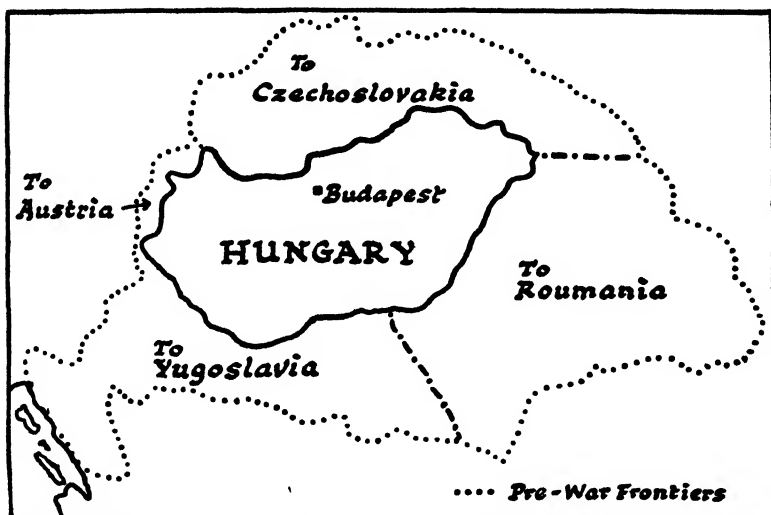 To
Czechoslovakia
To
Austria
Budapest
HUNGARY
To
Roumania
To
Yugoslavia
Pre-War Frontiers